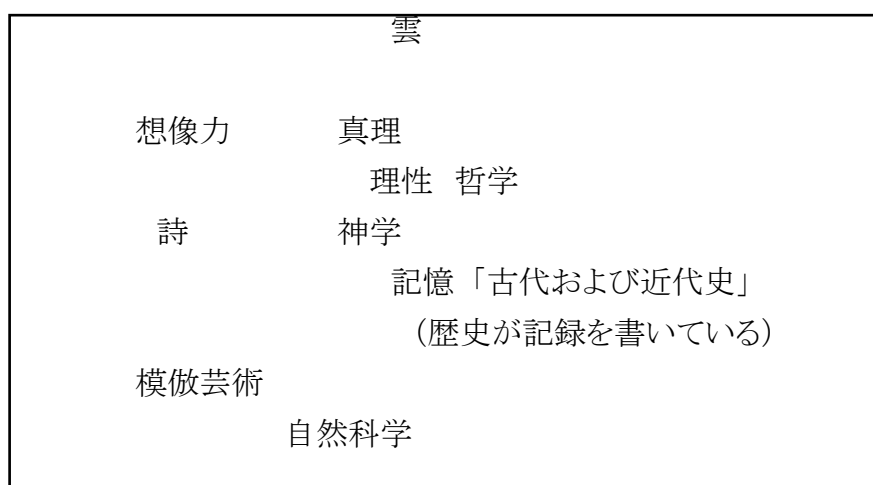 雲
想像力 真理
理性 哲学
詩 神学
記憶「古代および近代史」
(歴史が記録を書いている)
模倣芸術
自然科学